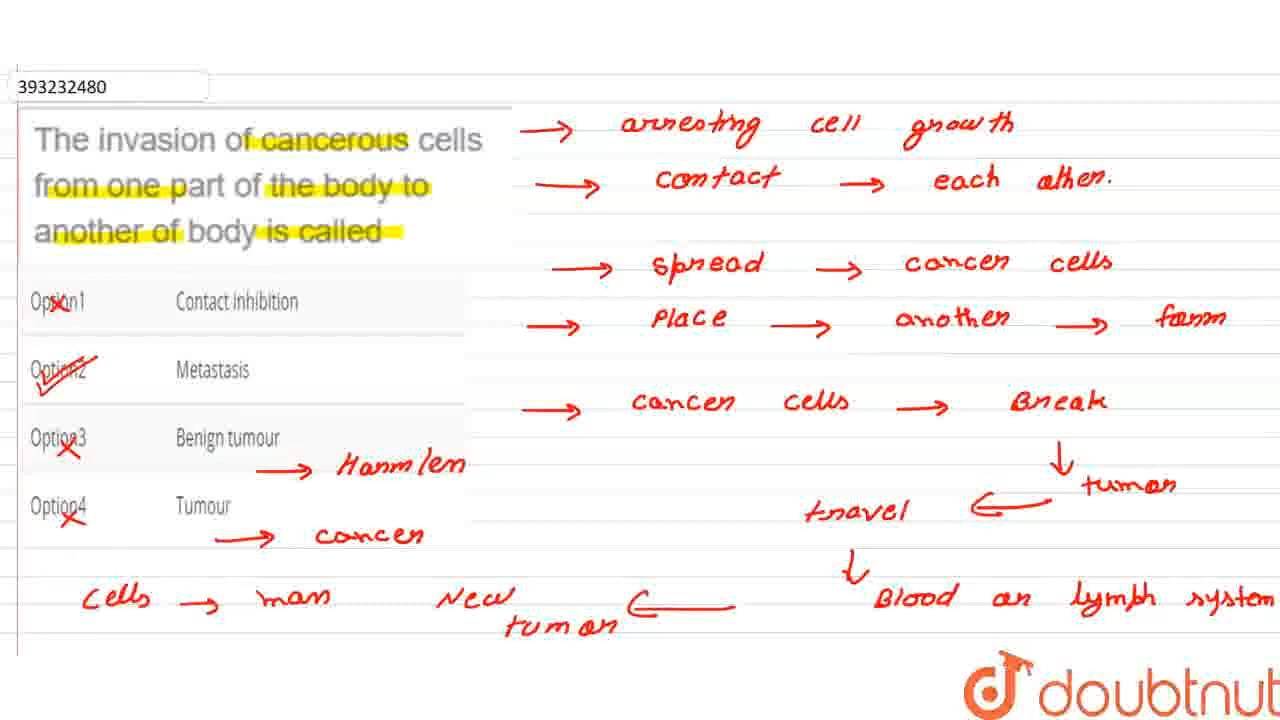 393232480
The invasion of cancerous cells
from one part of the body to
another of body is called
Option1 Contact inhibition
Option2 Metastasis
Option3 Benign tumour
Option4 Tumour
→ arresting cell growth
→ contact → each other.
→ spread → cancer cells
→ Place → another → form
→ cancer cells → Break
↓ tumor
travel
↓ Blood or lymph system
New tumor
→ Harmless
→ cancer
cells → mass
doubtnut